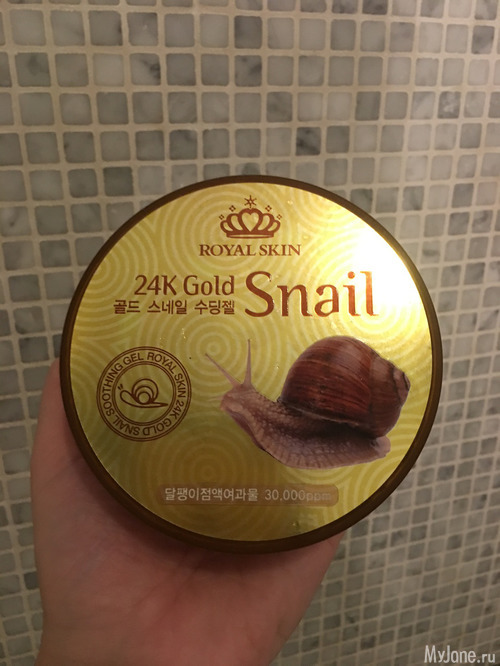 ROYAL SKIN
24K Gold Snail
골드 스네일 수딩젤
SOOTHING GEL ROYAL SKIN 24K GOLD SNAIL
달팽이점액여과물 30,000ppm
MyJane.ru